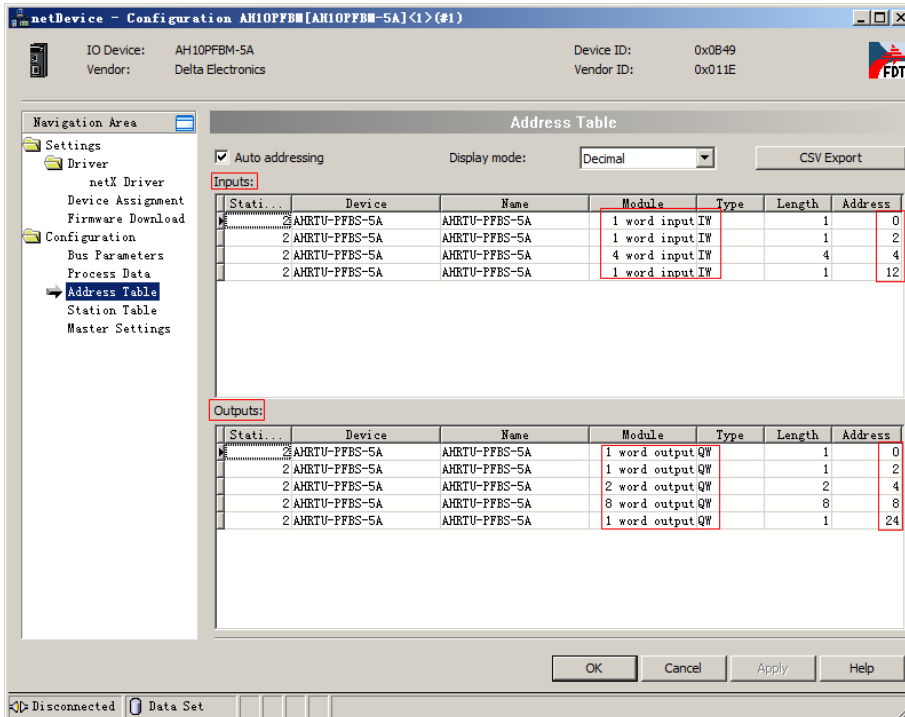 netDevice - Configuration AH10PFBM[AH10PFBM-5A]<1>(#1)
IO Device: AH10PFBM-5A Device ID: 0x0B49
Vendor: Delta Electronics Vendor ID: 0x011E
FDT
Navigation Area
Settings
Driver
netX Driver
Device Assignment
Firmware Download
Configuration
Bus Parameters
Process Data
Address Table
Station Table
Master Settings
Address Table
Auto addressing Display mode: Decimal CSV Export
Inputs:
Stati... Device Name Module Type Length Address
2 AHRTU-PFBS-5A AHRTU-PFBS-5A 1 word input IW 1 0
2 AHRTU-PFBS-5A AHRTU-PFBS-5A 1 word input IW 1 2
2 AHRTU-PFBS-5A AHRTU-PFBS-5A 4 word input IW 4 4
2 AHRTU-PFBS-5A AHRTU-PFBS-5A 1 word input IW 1 12
Outputs:
Stati... Device Name Module Type Length Address
2 AHRTU-PFBS-5A AHRTU-PFBS-5A 1 word output QW 1 0
2 AHRTU-PFBS-5A AHRTU-PFBS-5A 1 word output QW 1 2
2 AHRTU-PFBS-5A AHRTU-PFBS-5A 2 word output QW 2 4
2 AHRTU-PFBS-5A AHRTU-PFBS-5A 8 word output QW 8 8
2 AHRTU-PFBS-5A AHRTU-PFBS-5A 1 word output QW 1 24
OK Cancel Apply Help
Disconnected Data Set